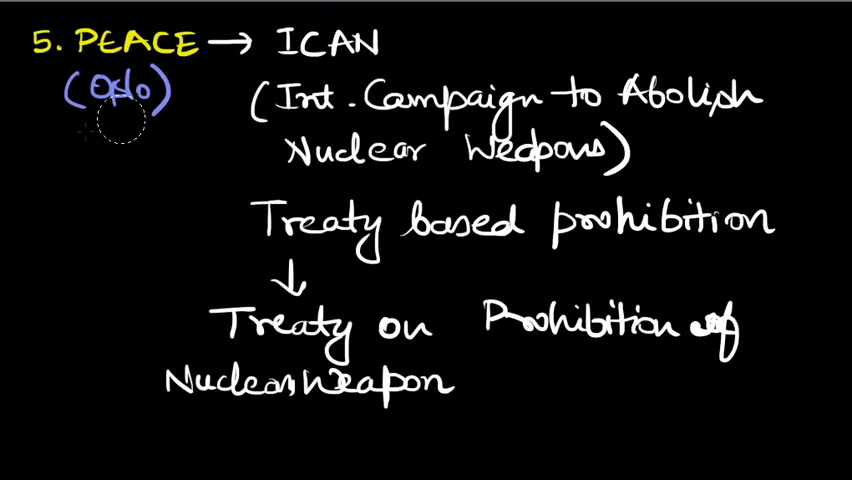 5. PEACE → ICAN
(Oslo)
(Int. Campaign to Abolish
Nuclear Weapons)
Treaty based prohibition
↓
Treaty on Prohibition of
Nuclear Weapon